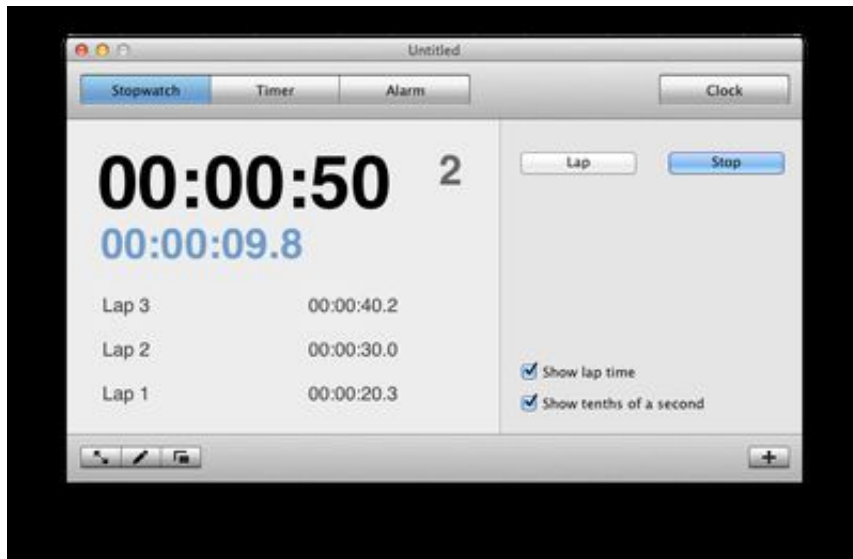 Untitled
Stopwatch Timer Alarm Clock
00:00:50 2
00:00:09.8
Lap Stop
Lap 3 00:00:40.2
Lap 2 00:00:30.0
Lap 1 00:00:20.3
Show lap time
Show tenths of a second